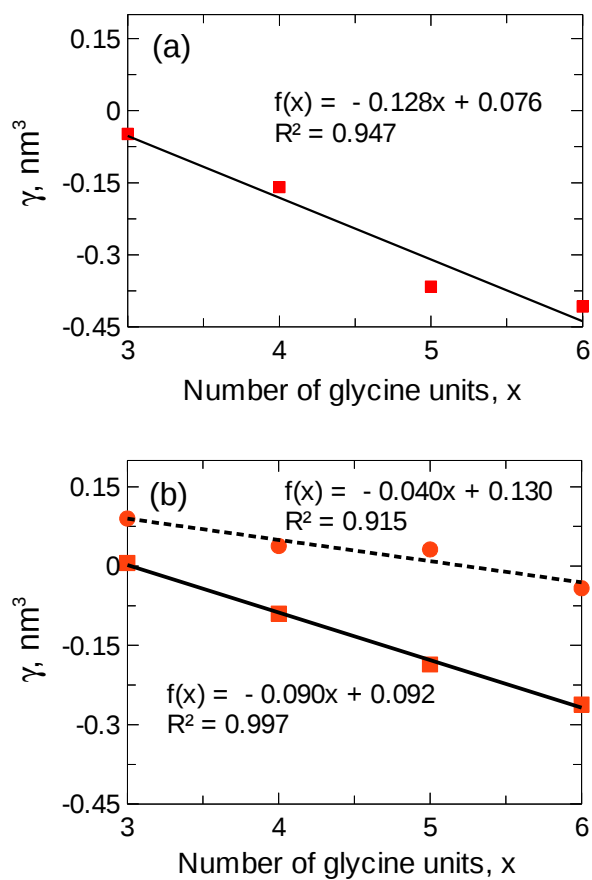 0.15
(a)
0
f(x) = - 0.128x + 0.076
R² = 0.947
γ, nm³
-0.15
-0.3
-0.45
3 4 5 6
Number of glycine units, x
0.15
(b)
f(x) = - 0.040x + 0.130
R² = 0.915
0
γ, nm³
-0.15
f(x) = - 0.090x + 0.092
R² = 0.997
-0.3
-0.45
3 4 5 6
Number of glycine units, x